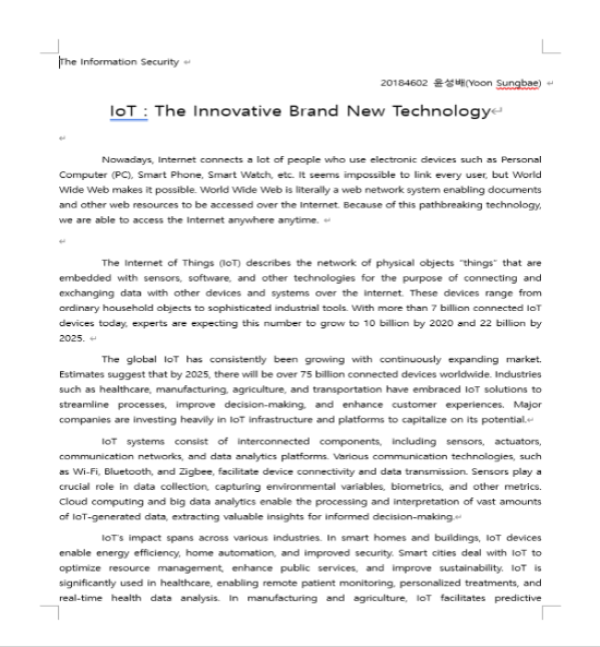 The Information Security
20184602 윤성배(Yoon Sungbae)
IoT : The Innovative Brand New Technology
Nowadays, Internet connects a lot of people who use electronic devices such as Personal
Computer (PC), Smart Phone, Smart Watch, etc. It seems impossible to link every user, but World
Wide Web makes it possible. World Wide Web is literally a web network system enabling documents
and other web resources to be accessed over the Internet. Because of this pathbreaking technology,
we are able to access the Internet anywhere anytime.
The Internet of Things (IoT) describes the network of physical objects "things" that are
embedded with sensors, software, and other technologies for the purpose of connecting and
exchanging data with other devices and systems over the internet. These devices range from
ordinary household objects to sophisticated industrial tools. With more than 7 billion connected IoT
devices today, experts are expecting this number to grow to 10 billion by 2020 and 22 billion by
2025.
The global IoT has consistently been growing with continuously expanding market.
Estimates suggest that by 2025, there will be over 75 billion connected devices worldwide. Industries
such as healthcare, manufacturing, agriculture, and transportation have embraced IoT solutions to
streamline processes, improve decision-making, and enhance customer experiences. Major
companies are investing heavily in IoT infrastructure and platforms to capitalize on its potential.
IoT systems consist of interconnected components, including sensors, actuators,
communication networks, and data analytics platforms. Various communication technologies, such
as Wi-Fi, Bluetooth, and Zigbee, facilitate device connectivity and data transmission. Sensors play a
crucial role in data collection, capturing environmental variables, biometrics, and other metrics.
Cloud computing and big data analytics enable the processing and interpretation of vast amounts
of IoT-generated data, extracting valuable insights for informed decision-making.
IoT's impact spans across various industries. In smart homes and buildings, IoT devices
enable energy efficiency, home automation, and improved security. Smart cities deal with IoT to
optimize resource management, enhance public services, and improve sustainability. IoT is
significantly used in healthcare, enabling remote patient monitoring, personalized treatments, and
real-time health data analysis. In manufacturing and agriculture, IoT facilitates predictive